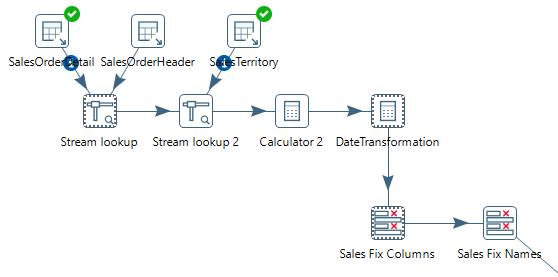 SalesOrderDetail
SalesOrderHeader
SalesTerritory
Stream lookup
Stream lookup 2
Calculator 2
DateTransformation
Sales Fix Columns
Sales Fix Names